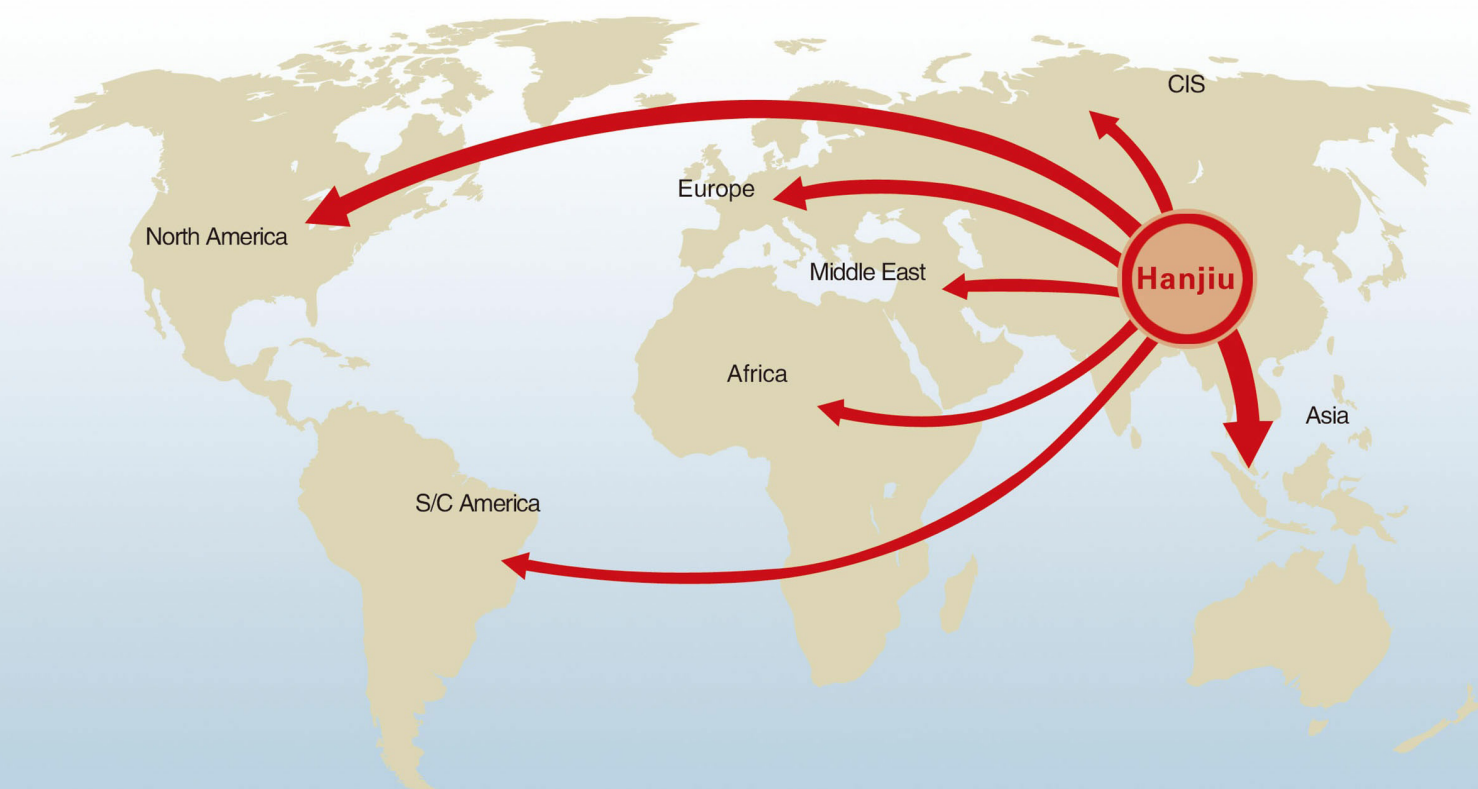 CIS
Europe
North America
Middle East
Hanjiu
Africa
Asia
S/C America